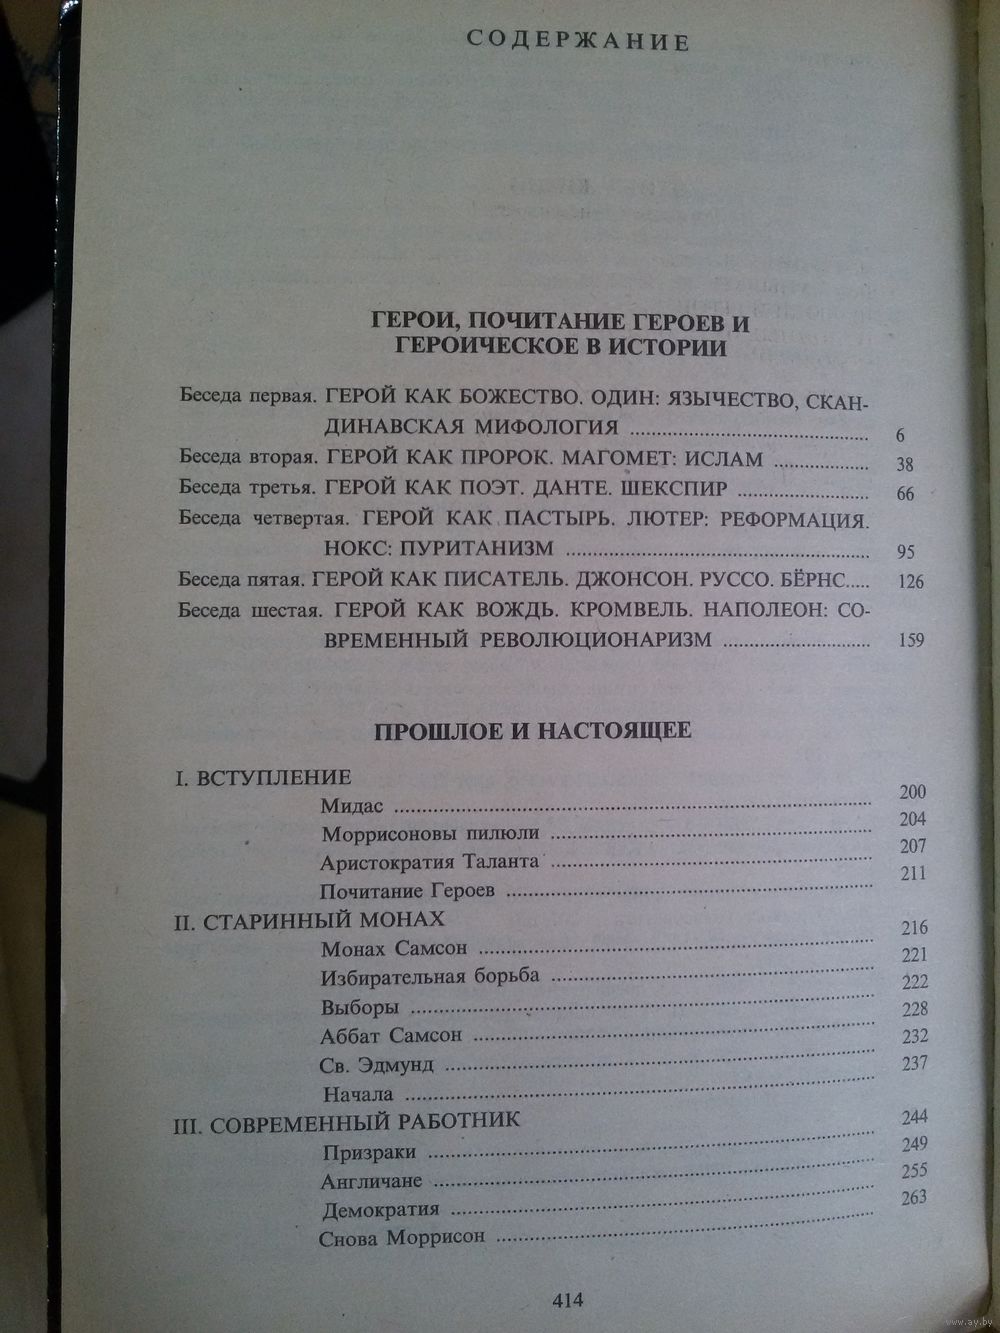 СОДЕРЖАНИЕ
ГЕРОИ, ПОЧИТАНИЕ ГЕРОЕВ И
ГЕРОИЧЕСКОЕ В ИСТОРИИ
Беседа первая. ГЕРОЙ КАК БОЖЕСТВО. ОДИН: ЯЗЫЧЕСТВО, СКАН-
ДИНАВСКАЯ МИФОЛОГИЯ ........ 6
Беседа вторая. ГЕРОЙ КАК ПРОРОК. МАГОМЕТ: ИСЛАМ ........ 38
Беседа третья. ГЕРОЙ КАК ПОЭТ. ДАНТЕ. ШЕКСПИР ........ 66
Беседа четвертая. ГЕРОЙ КАК ПАСТЫРЬ. ЛЮТЕР: РЕФОРМАЦИЯ.
НОКС: ПУРИТАНИЗМ ........ 95
Беседа пятая. ГЕРОЙ КАК ПИСАТЕЛЬ. ДЖОНСОН. РУССО. БЁРНС..... 126
Беседа шестая. ГЕРОЙ КАК ВОЖДЬ. КРОМВЕЛЬ. НАПОЛЕОН: СО-
ВРЕМЕННЫЙ РЕВОЛЮЦИОНАРИЗМ ........ 159
ПРОШЛОЕ И НАСТОЯЩЕЕ
I. ВСТУПЛЕНИЕ
Мидас ........ 200
Моррисоновы пилюли ........ 204
Аристократия Таланта ........ 207
Почитание Героев ........ 211
II. СТАРИННЫЙ МОНАХ
Монах Самсон ........ 216
Избирательная борьба ........ 221
Выборы ........ 222
Аббат Самсон ........ 228
Св. Эдмунд ........ 232
Начала ........ 237
III. СОВРЕМЕННЫЙ РАБОТНИК
Призраки ........ 244
Англичане ........ 249
Демократия ........ 255
Снова Моррисон ........ 263
414
www.ay.by